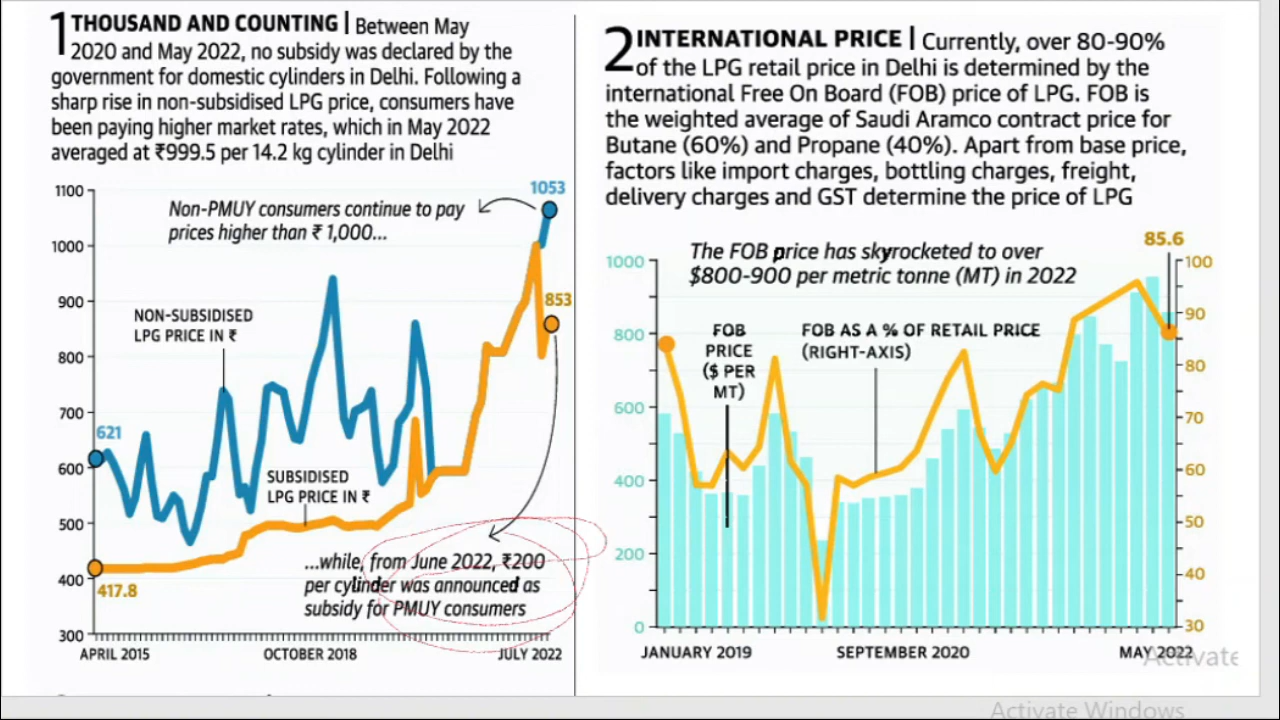 1 THOUSAND AND COUNTING | Between May
2020 and May 2022, no subsidy was declared by the
government for domestic cylinders in Delhi. Following a
sharp rise in non-subsidised LPG price, consumers have
been paying higher market rates, which in May 2022
averaged at ₹999.5 per 14.2 kg cylinder in Delhi
1100
1000
900
800
700
600
500
400
300
1053
Non-PMUY consumers continue to pay
prices higher than ₹ 1,000...
853
NON-SUBSIDISED
LPG PRICE IN ₹
621
SUBSIDISED
LPG PRICE IN ₹
417.8
...while, from June 2022, ₹200
per cylinder was announced as
subsidy for PMUY consumers
APRIL 2015
OCTOBER 2018
JULY 2022
2 INTERNATIONAL PRICE | Currently, over 80-90%
of the LPG retail price in Delhi is determined by the
international Free On Board (FOB) price of LPG. FOB is
the weighted average of Saudi Aramco contract price for
Butane (60%) and Propane (40%). Apart from base price,
factors like import charges, bottling charges, freight,
delivery charges and GST determine the price of LPG
85.6
The FOB price has skyrocketed to over
$800-900 per metric tonne (MT) in 2022
1000
800
600
400
200
0
FOB
PRICE
($ PER
MT)
FOB AS A % OF RETAIL PRICE
(RIGHT-AXIS)
100
90
80
70
60
50
40
30
JANUARY 2019
SEPTEMBER 2020
MAY 2022
Activate
Activate Windows